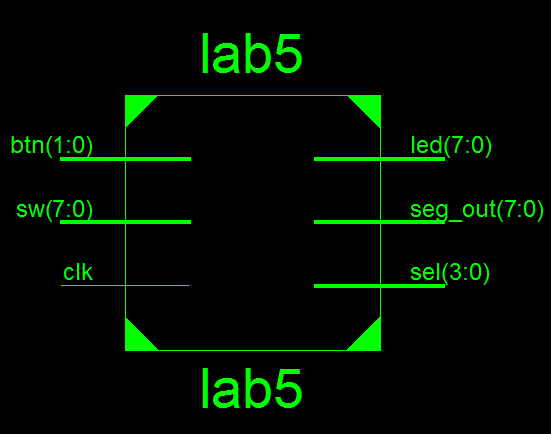 lab5
btn(1:0)
led(7:0)
sw(7:0)
seg_out(7:0)
clk
sel(3:0)
lab5